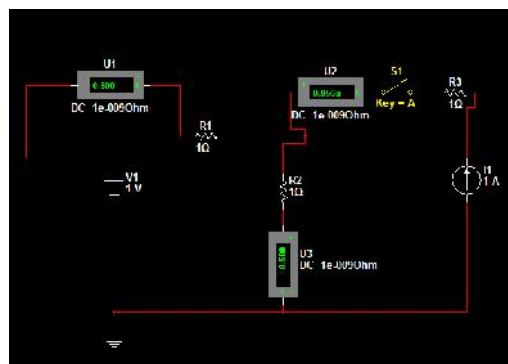 U1
0.500
DC 1e-009Ohm
R1
1Ω
V1
1 V
U2
DC 1e-009Ohm
S1
Key = A
R3
1Ω
I1
1 A
R2
1Ω
U3
DC 1e-009Ohm